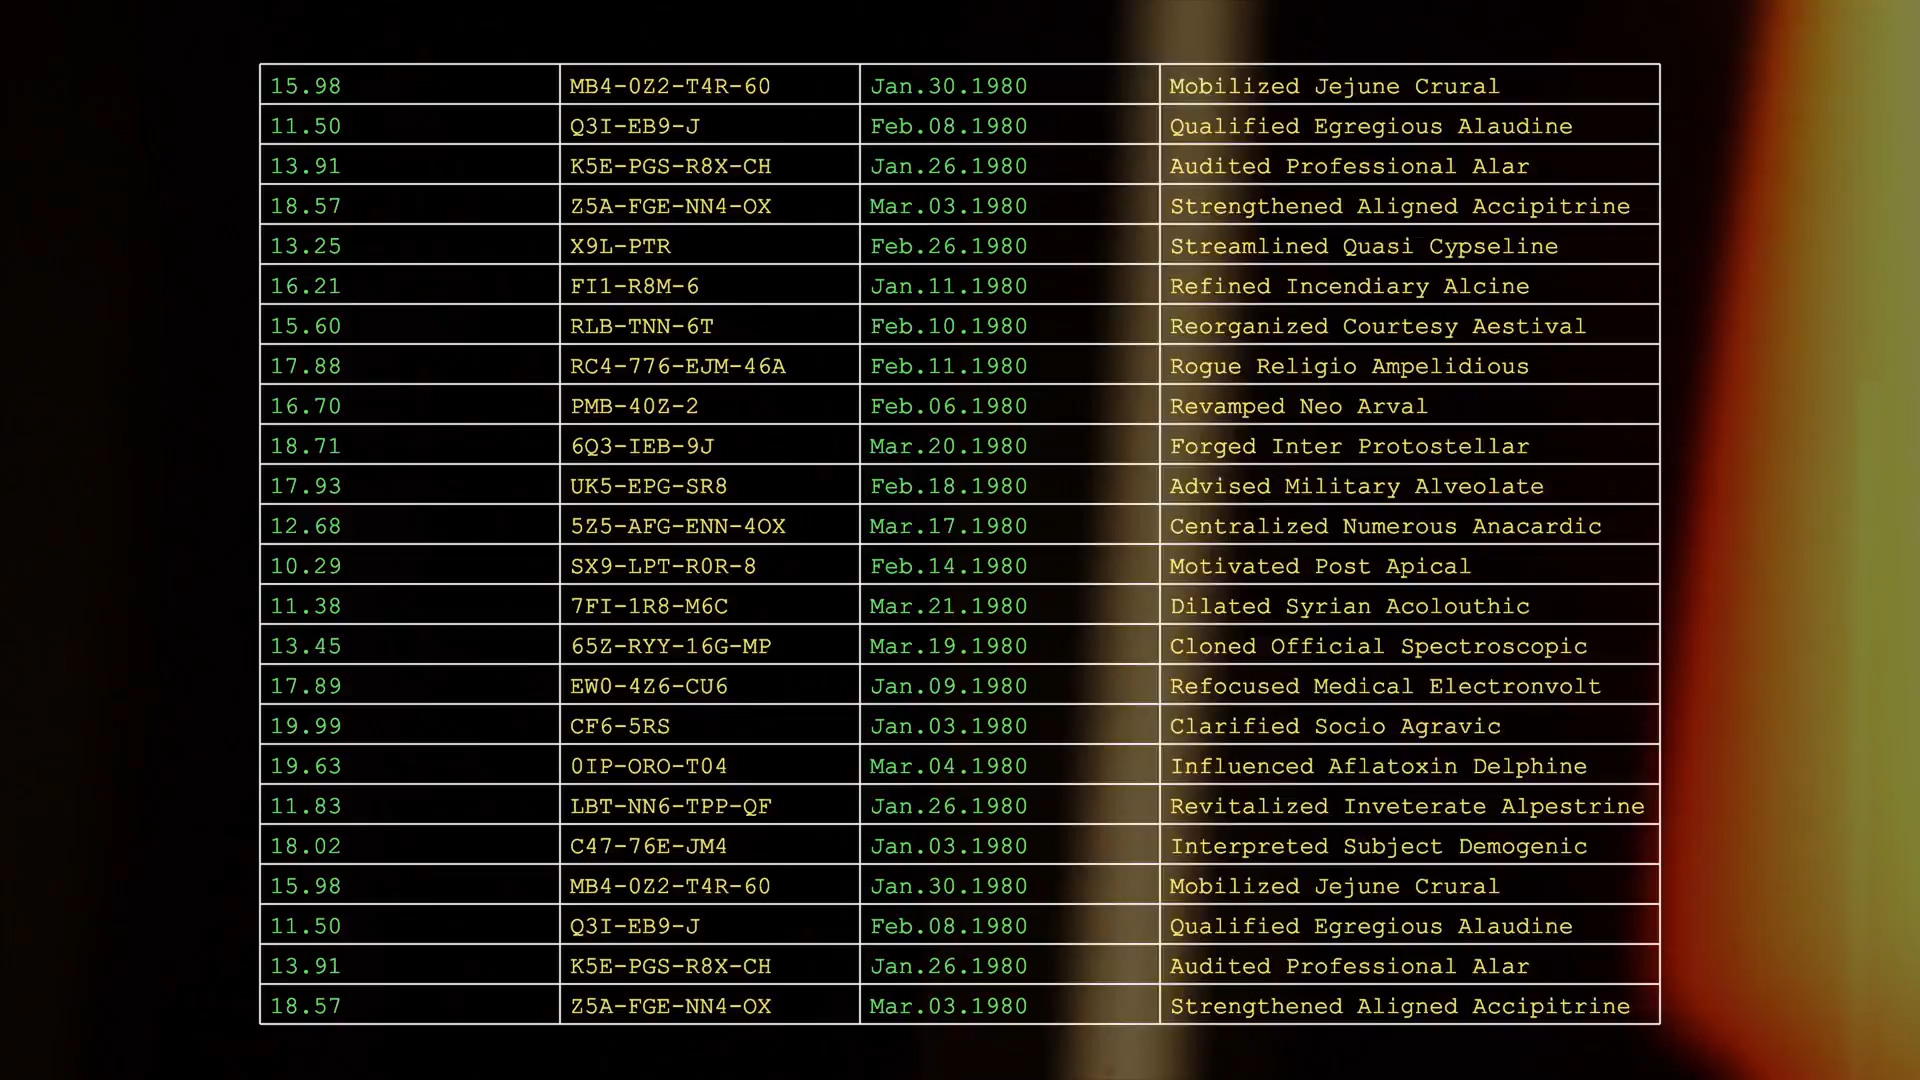 15.98 MB4-0Z2-T4R-60 Jan.30.1980 Mobilized Jejune Crural
11.50 Q3I-EB9-J Feb.08.1980 Qualified Egregious Alaudine
13.91 K5E-PGS-R8X-CH Jan.26.1980 Audited Professional Alar
18.57 Z5A-FGE-NN4-OX Mar.03.1980 Strengthened Aligned Accipitrine
13.25 X9L-PTR Feb.26.1980 Streamlined Quasi Cypseline
16.21 FI1-R8M-6 Jan.11.1980 Refined Incendiary Alcine
15.60 RLB-TNN-6T Feb.10.1980 Reorganized Courtesy Aestival
17.88 RC4-776-EJM-46A Feb.11.1980 Rogue Religio Ampelidious
16.70 PMB-40Z-2 Feb.06.1980 Revamped Neo Arval
18.71 6Q3-IEB-9J Mar.20.1980 Forged Inter Protostellar
17.93 UK5-EPG-SR8 Feb.18.1980 Advised Military Alveolate
12.68 5Z5-AFG-ENN-4OX Mar.17.1980 Centralized Numerous Anacardic
10.29 SX9-LPT-R0R-8 Feb.14.1980 Motivated Post Apical
11.38 7FI-1R8-M6C Mar.21.1980 Dilated Syrian Acolouthic
13.45 65Z-RYY-16G-MP Mar.19.1980 Cloned Official Spectroscopic
17.89 EW0-4Z6-CU6 Jan.09.1980 Refocused Medical Electronvolt
19.99 CF6-5RS Jan.03.1980 Clarified Socio Agravic
19.63 0IP-ORO-T04 Mar.04.1980 Influenced Aflatoxin Delphine
11.83 LBT-NN6-TPP-QF Jan.26.1980 Revitalized Inveterate Alpestrine
18.02 C47-76E-JM4 Jan.03.1980 Interpreted Subject Demogenic
15.98 MB4-0Z2-T4R-60 Jan.30.1980 Mobilized Jejune Crural
11.50 Q3I-EB9-J Feb.08.1980 Qualified Egregious Alaudine
13.91 K5E-PGS-R8X-CH Jan.26.1980 Audited Professional Alar
18.57 Z5A-FGE-NN4-OX Mar.03.1980 Strengthened Aligned Accipitrine